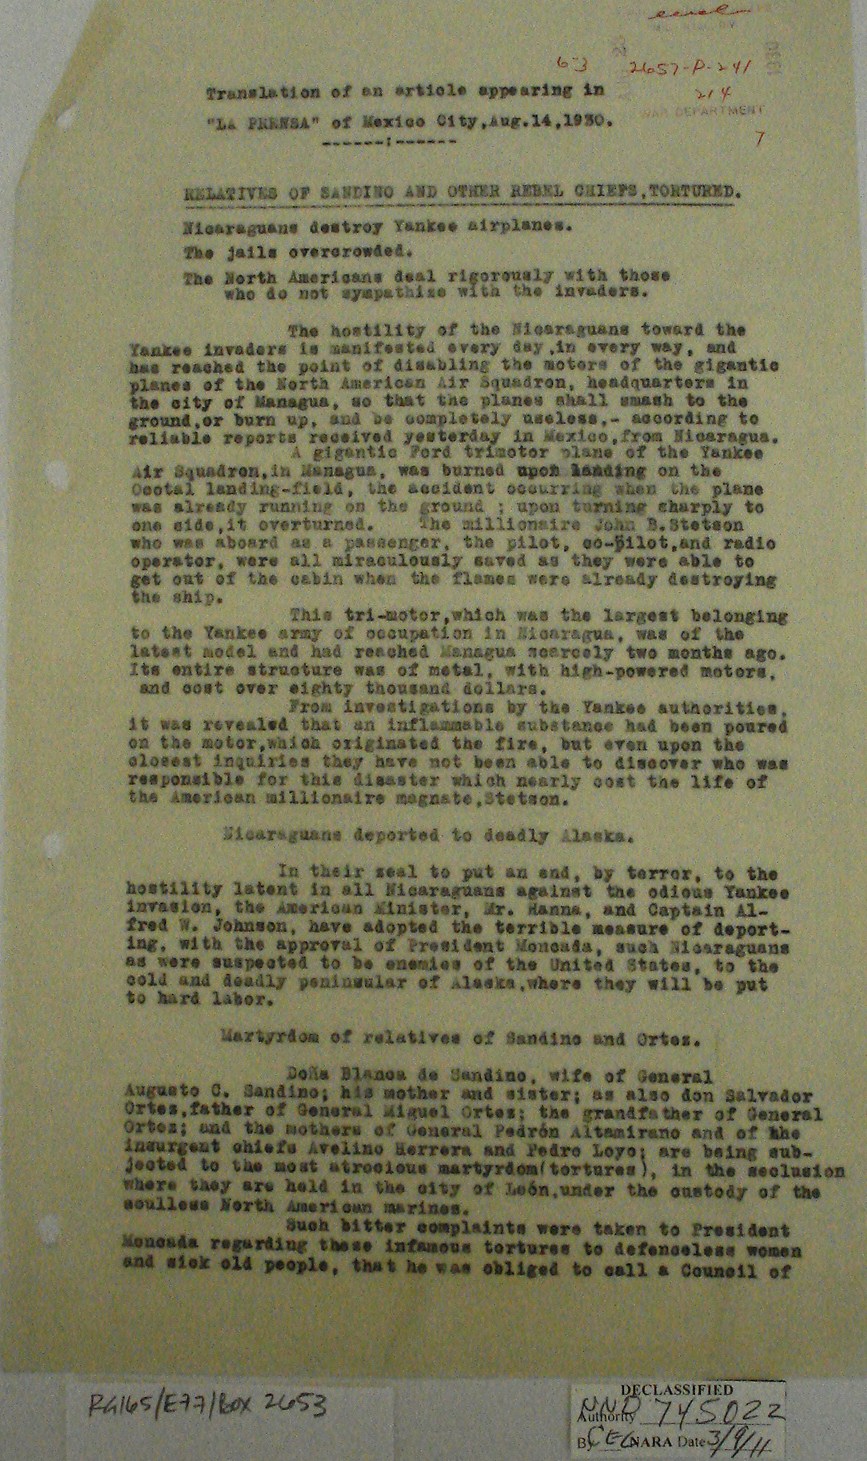 63 2657-P-241
214
WAR DEPARTMENT
7
Translation of an article appearing in
"LA PRENSA" of Mexico City,Aug.14,1930.
------:------
RELATIVES OF SANDINO AND OTHER REBEL CHIEFS,TORTURED.
Nicaraguans destroy Yankee airplanes.
The jails overcrowded.
The North Americans deal rigorously with those
who do not sympathize with the invaders.
The hostility of the Nicaraguans toward the
Yankee invaders is manifested every day,in every way, and
has reached the point of disabling the motors of the gigantic
planes of the North American Air Squadron, headquarters in
the city of Managua, so that the planes shall smash to the
ground,or burn up, and be completely useless,- according to
reliable reports received yesterday in Mexico,from Nicaragua.
A gigantic Ford trimotor plane of the Yankee
Air Squadron,in Managua, was burned upon landing on the
Ocotal landing-field, the accident occurring when the plane
was already running on the ground ; upon turning sharply to
one side,it overturned. The millionaire John B.Stetson
who was aboard as a passenger, the pilot, co-pilot,and radio
operator, were all miraculously saved as they were able to
get out of the cabin when the flames were already destroying
the ship.
This tri-motor,which was the largest belonging
to the Yankee army of occupation in Nicaragua, was of the
latest model and had reached Managua scarcely two months ago.
Its entire structure was of metal, with high-powered motors,
and cost over eighty thousand dollars.
From investigations by the Yankee authorities,
it was revealed that an inflammable substance had been poured
on the motor,which originated the fire, but even upon the
closest inquiries they have not been able to discover who was
responsible for this disaster which nearly cost the life of
the American millionaire magnate,Stetson.
Nicaraguans deported to deadly Alaska.
In their zeal to put an end, by terror, to the
hostility latent in all Nicaraguans against the odious Yankee
invasion, the American Minister, Mr. Hanna, and Captain Al-
fred W. Johnson, have adopted the terrible measure of deport-
ing, with the approval of President Moncada, such Nicaraguans
as were suspected to be enemies of the United States, to the
cold and deadly peninsular of Alaska,where they will be put
to hard labor.
Martyrdom of relatives of Sandino and Ortez.
Doña Blanca de Sandino, wife of General
Augusto C. Sandino; his mother and sister; as also don Salvador
Ortez,father of General Miguel Ortez; the grandfather of General
Ortez; and the mothers of General Pedrón Altamirano and of the
insurgent chiefs Avelino Herrera and Pedro Loyo; are being sub-
jected to the most atrocious martyrdom(tortures), in the seclusion
where they are held in the city of León,under the custody of the
soulless North American marines.
Such bitter complaints were taken to President
Moncada regarding these infamous tortures to defenceless women
and sick old people, that he was obliged to call a Council of
RG165/E77/Box 2653
DECLASSIFIED
Authority NND 745022
By CEG NARA Date 3/9/11